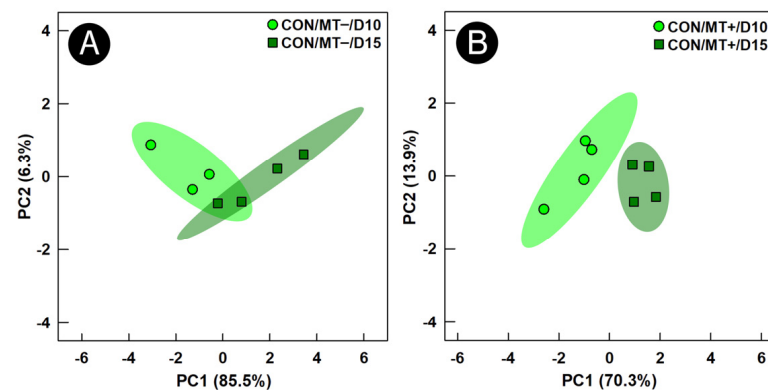 A
CON/MT−/D10
CON/MT−/D15
4
2
0
-2
-4
PC2 (6.3%)
-6
-4
-2
0
2
4
6
PC1 (85.5%)
B
CON/MT+/D10
CON/MT+/D15
4
2
0
-2
-4
PC2 (13.9%)
-6
-4
-2
0
2
4
6
PC1 (70.3%)